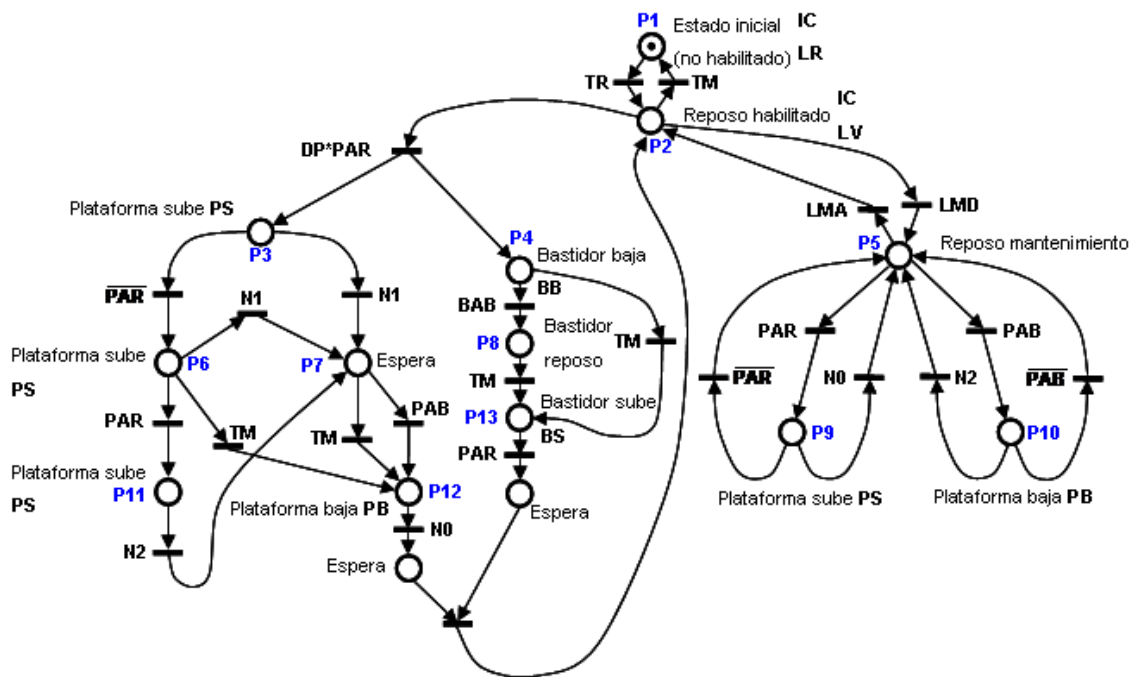 P1
Estado inicial IC
(no habilitado) LR
TR
TM
Reposo habilitado IC
LV
P2
DP*PAR
LMA
LMD
Plataforma sube PS
P3
P4
Bastidor baja
BB
P5
Reposo mantenimiento
PAR
N1
N1
BAB
TM
PAR
PAB
Plataforma sube
PS
P6
P7
Espera
P8
Bastidor
reposo
PAR
N0
N2
PAB
PAR
TM
TM
PAB
TM
P13
Bastidor sube
BS
P9
P10
Plataforma sube
PS
P11
P12
Plataforma baja PB
PAR
Espera
Plataforma sube PS
Plataforma baja PB
N2
N0
Espera